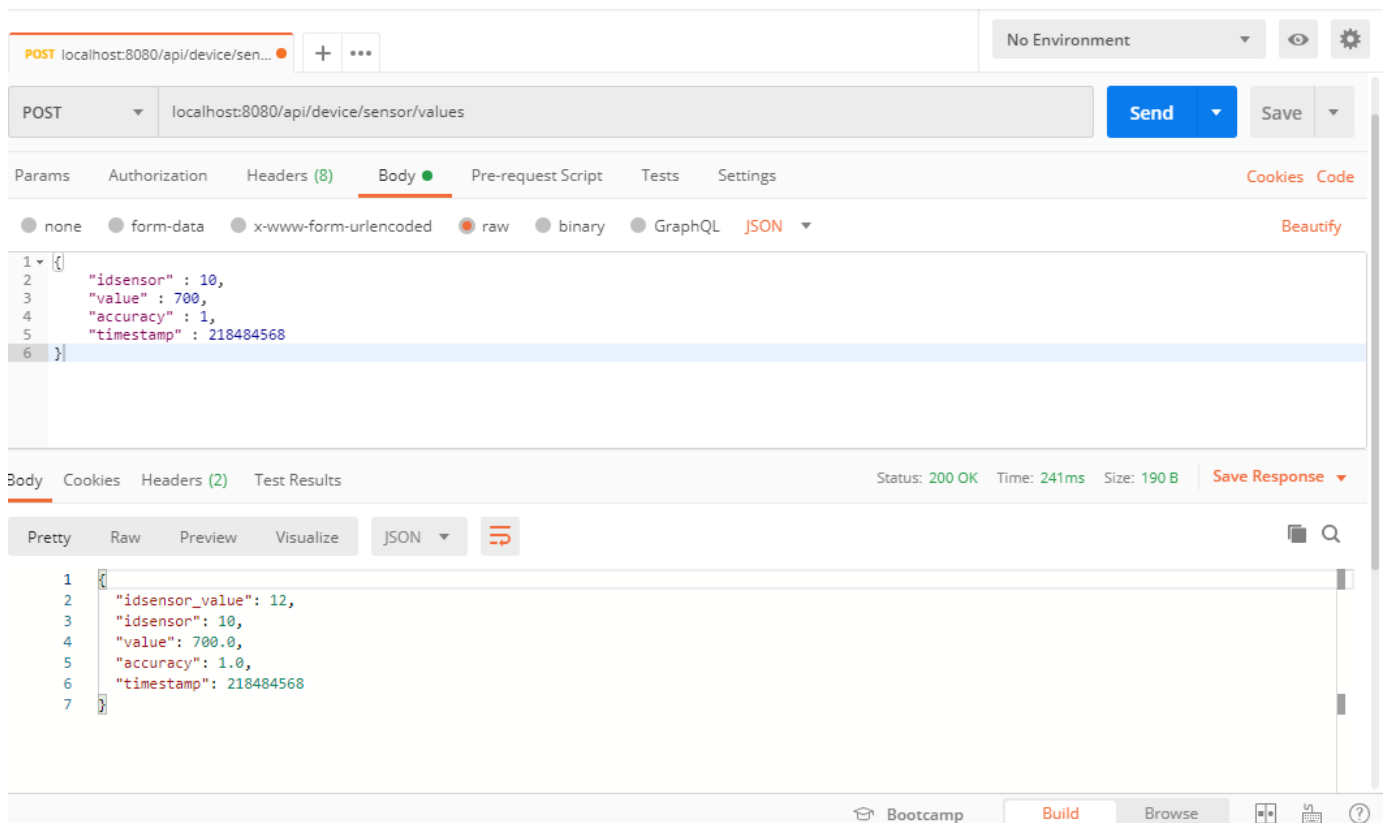 POST localhost:8080/api/device/sen... + ••• No Environment
POST localhost:8080/api/device/sensor/values Send Save
Params Authorization Headers (8) Body Pre-request Script Tests Settings Cookies Code
none form-data x-www-form-urlencoded raw binary GraphQL JSON Beautify
1 {
2 "idsensor" : 10,
3 "value" : 700,
4 "accuracy" : 1,
5 "timestamp" : 218484568
6 }
Body Cookies Headers (2) Test Results Status: 200 OK Time: 241ms Size: 190 B Save Response
Pretty Raw Preview Visualize JSON
1 {
2 "idsensor_value": 12,
3 "idsensor": 10,
4 "value": 700.0,
5 "accuracy": 1.0,
6 "timestamp": 218484568
7 }
Bootcamp Build Browse ?